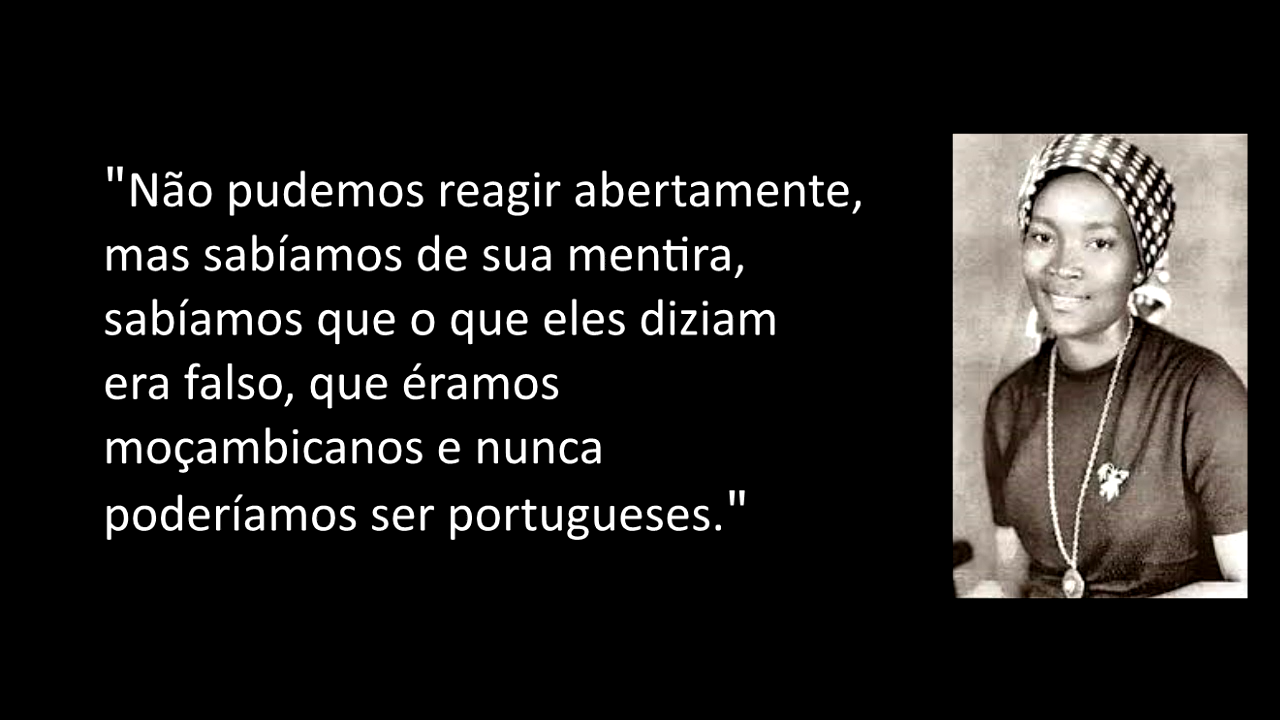 "Não pudemos reagir abertamente,
mas sabíamos de sua mentira,
sabíamos que o que eles diziam
era falso, que éramos
moçambicanos e nunca
poderíamos ser portugueses."